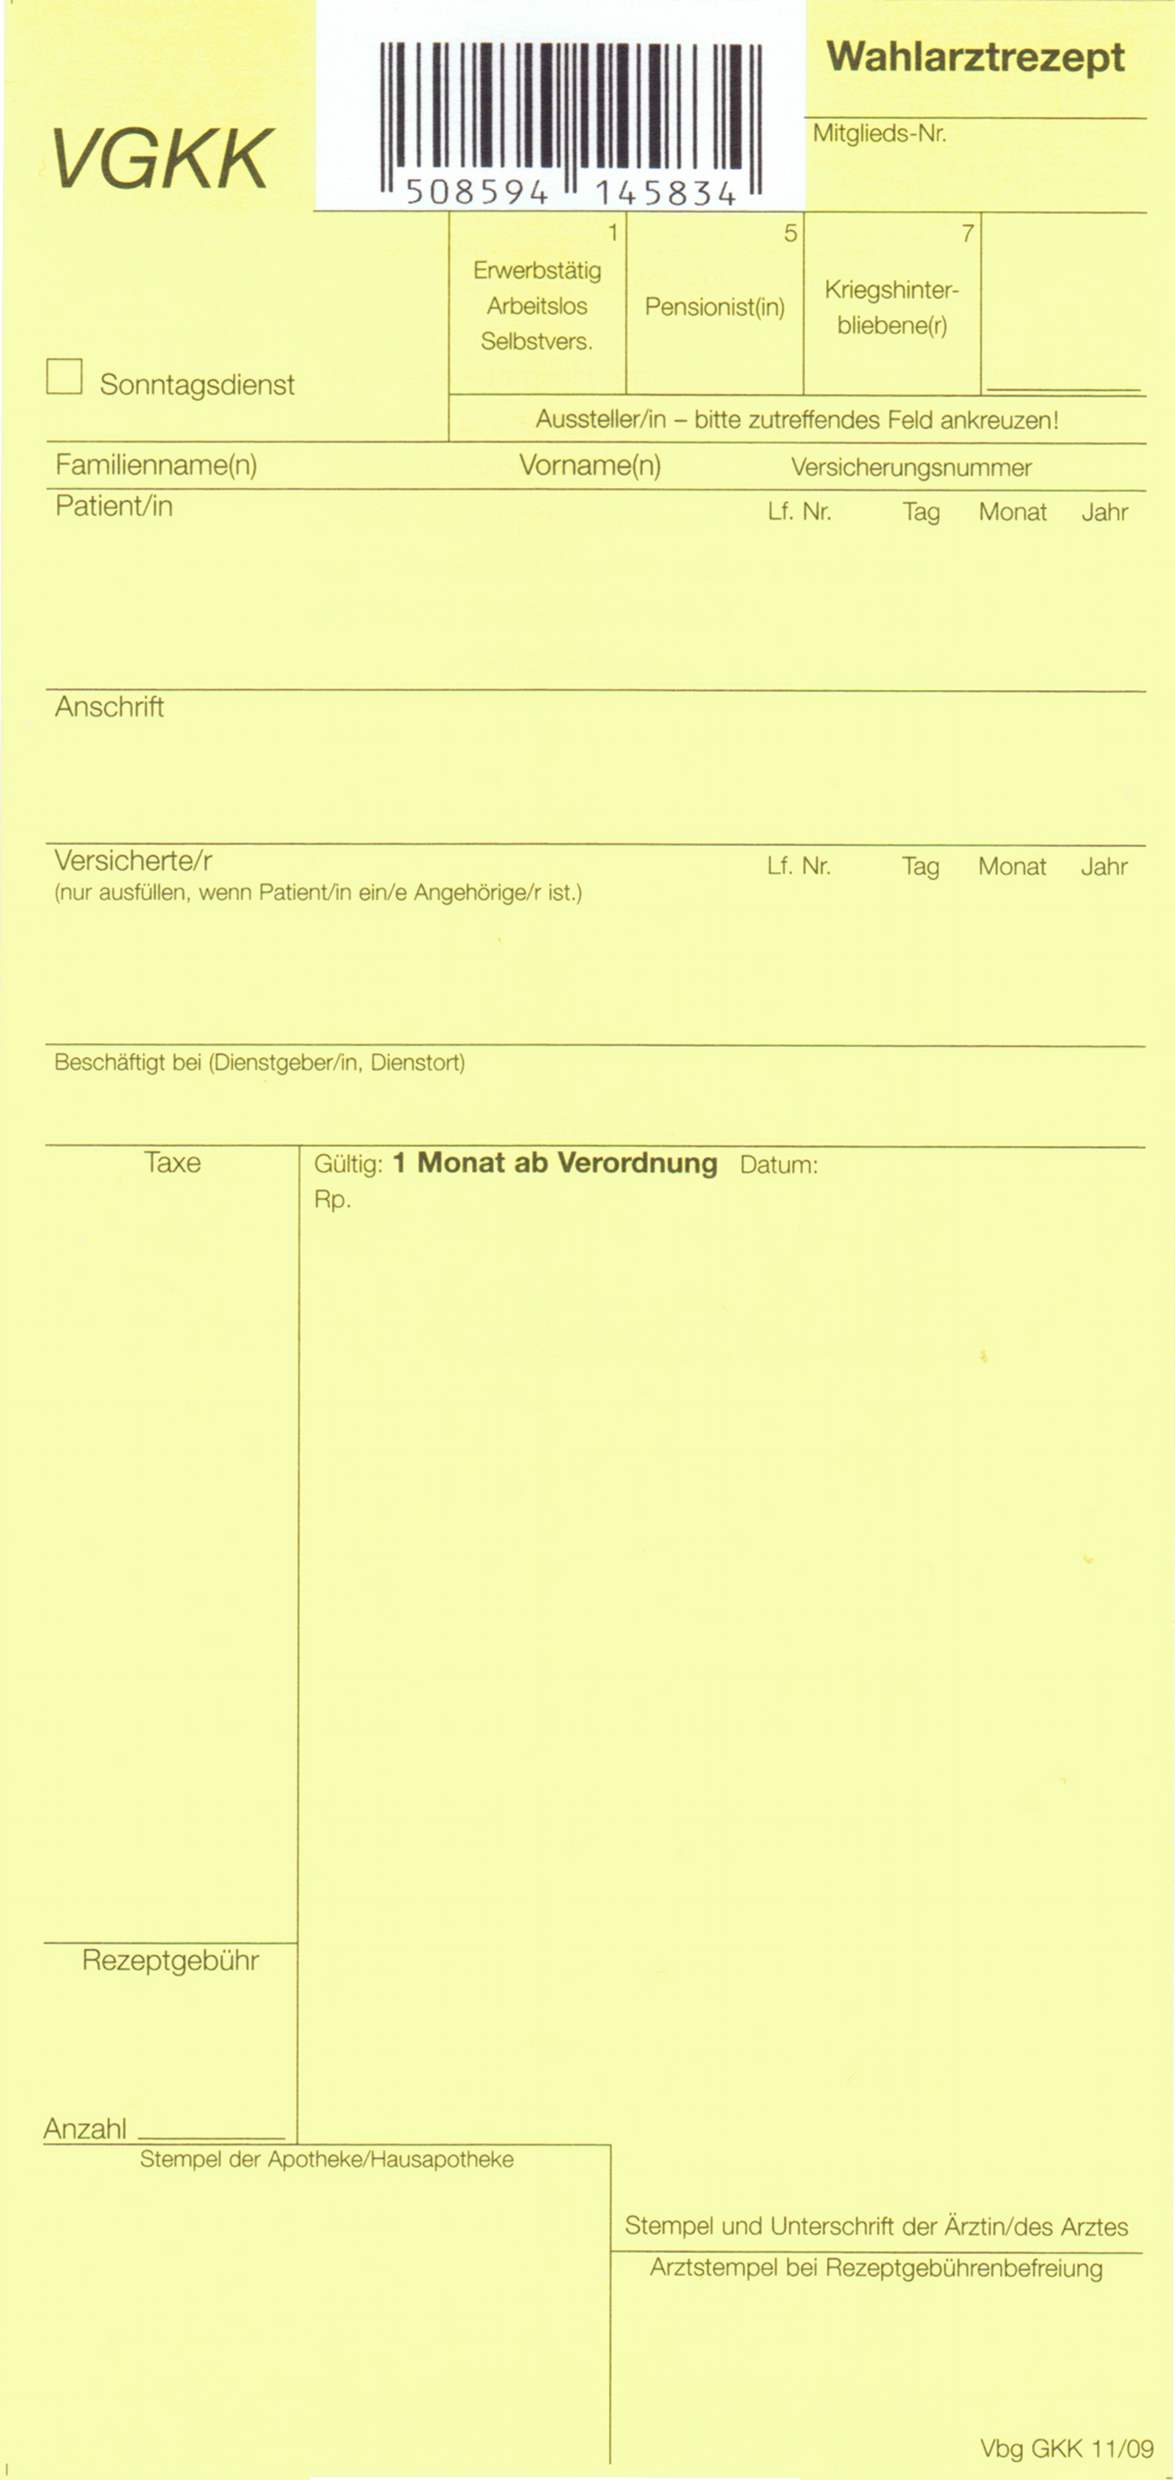 Wahlarztrezept
Mitglieds-Nr.
VGKK
508594 145834
1
Erwerbstätig
Arbeitslos
Selbstvers.
5
Pensionist(in)
7
Kriegshinter-
bliebene(r)
Sonntagsdienst
Aussteller/in – bitte zutreffendes Feld ankreuzen!
Familienname(n) Vorname(n) Versicherungsnummer
Patient/in Lf. Nr. Tag Monat Jahr
Anschrift
Versicherte/r Lf. Nr. Tag Monat Jahr
(nur ausfüllen, wenn Patient/in ein/e Angehörige/r ist.)
Beschäftigt bei (Dienstgeber/in, Dienstort)
Taxe Gültig: 1 Monat ab Verordnung Datum:
Rp.
Rezeptgebühr
Anzahl
Stempel der Apotheke/Hausapotheke
Stempel und Unterschrift der Ärztin/des Arztes
Arztstempel bei Rezeptgebührenbefreiung
Vbg GKK 11/09